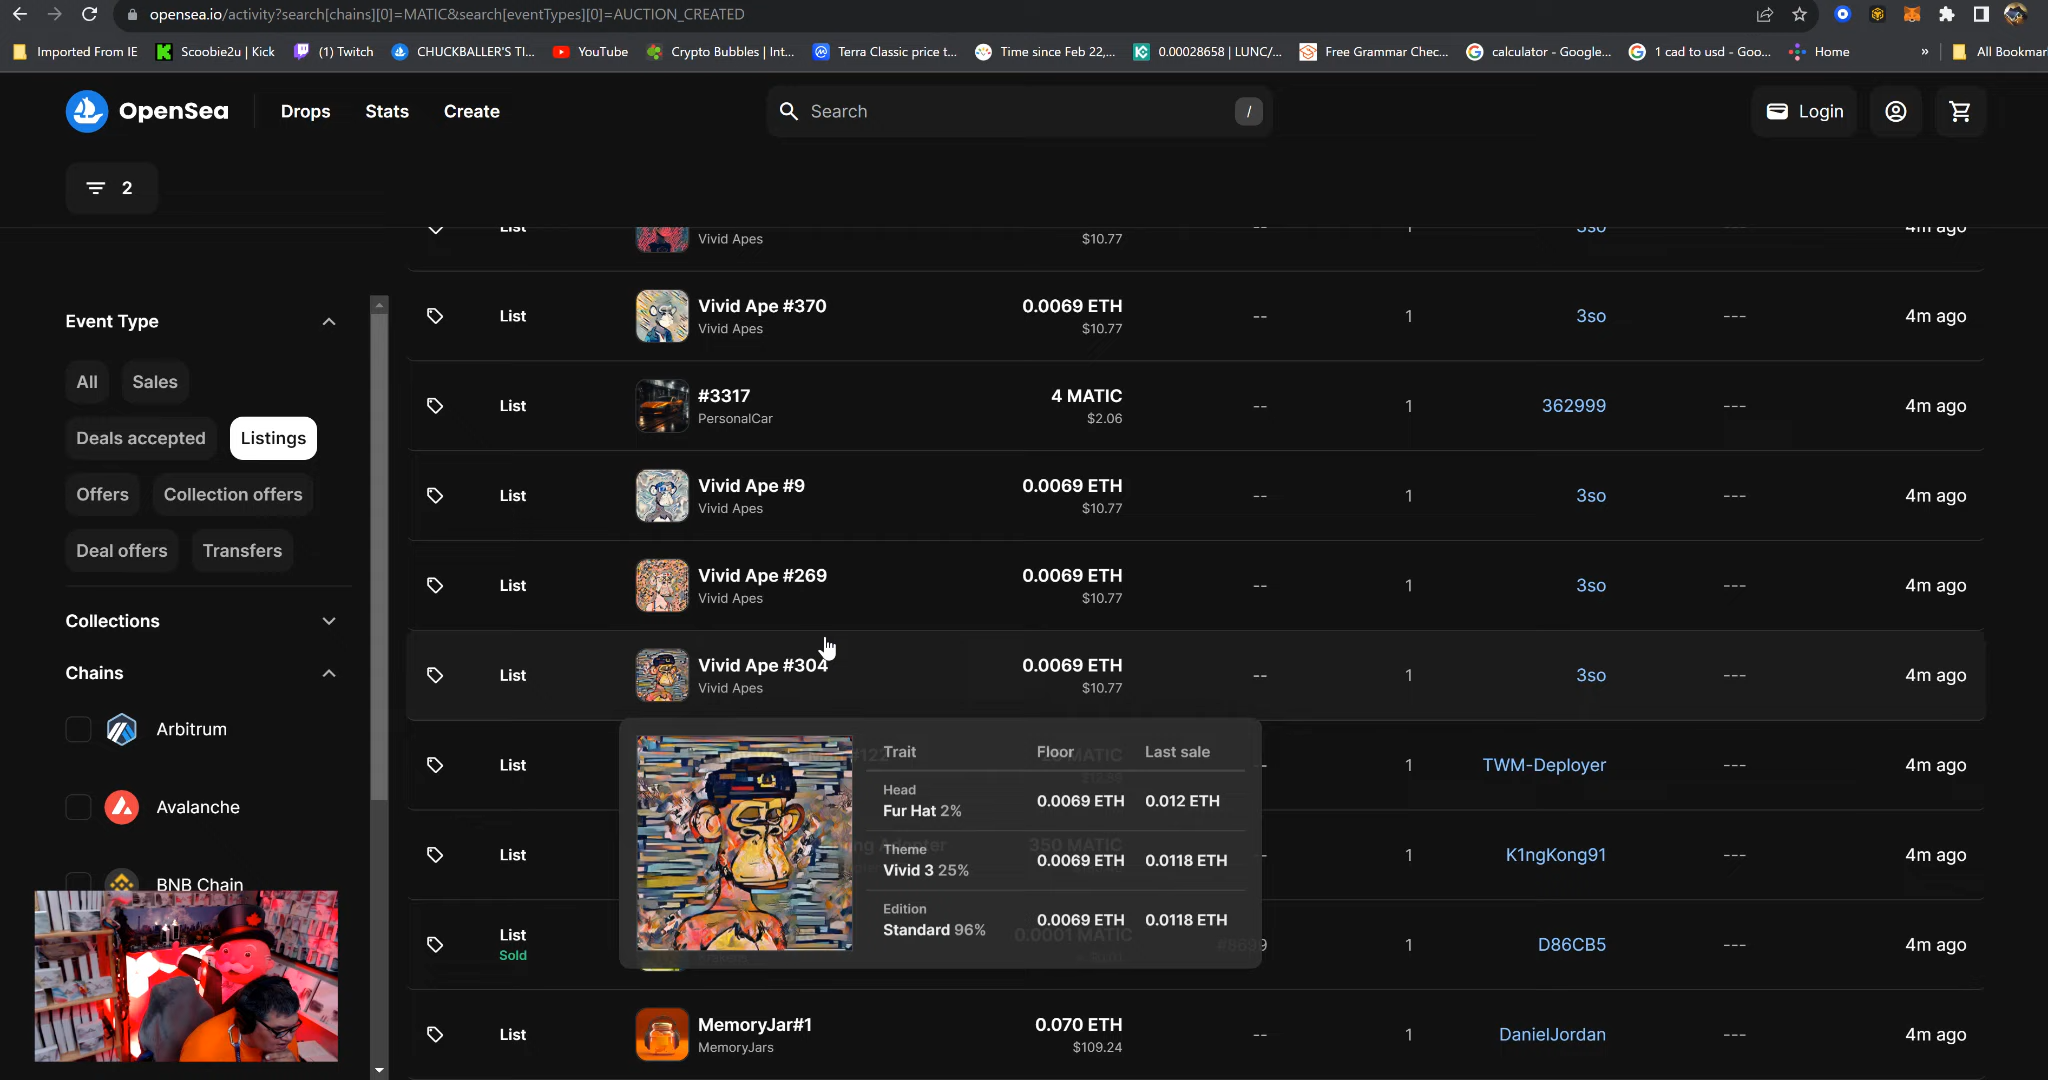 opensea.io/activity?search[chains][0]=MATIC&search[eventTypes][0]=AUCTION_CREATED
Imported From IE
Scoobie2u | Kick
(1) Twitch
CHUCKBALLER'S TI...
YouTube
Crypto Bubbles | Int...
Terra Classic price t...
Time since Feb 22,...
0.00028658 | LUNC/...
Free Grammar Chec...
calculator - Google...
1 cad to usd - Goo...
Home
»
All Bookmar
OpenSea
Drops
Stats
Create
Search
/
Login
2
List
Vivid Apes
$10.77
--
1
3so
---
4m ago
Event Type
All
Sales
Deals accepted
Listings
Offers
Collection offers
Deal offers
Transfers
Collections
Chains
Arbitrum
Avalanche
BNB Chain
List
Vivid Ape #370
Vivid Apes
0.0069 ETH
$10.77
--
1
3so
---
4m ago
List
#3317
PersonalCar
4 MATIC
$2.06
--
1
362999
---
4m ago
List
Vivid Ape #9
Vivid Apes
0.0069 ETH
$10.77
--
1
3so
---
4m ago
List
Vivid Ape #269
Vivid Apes
0.0069 ETH
$10.77
--
1
3so
---
4m ago
List
Vivid Ape #304
Vivid Apes
0.0069 ETH
$10.77
--
1
3so
---
4m ago
List
1
TWM-Deployer
---
4m ago
List
350 MATIC
1
K1ngKong91
---
4m ago
List
Sold
0.0001 MATIC
1
D86CB5
---
4m ago
Trait
Floor
Last sale
Head
Fur Hat 2%
0.0069 ETH
0.012 ETH
Theme
Vivid 3 25%
0.0069 ETH
0.0118 ETH
Edition
Standard 96%
0.0069 ETH
0.0118 ETH
List
MemoryJar#1
MemoryJars
0.070 ETH
$109.24
--
1
DanielJordan
---
4m ago